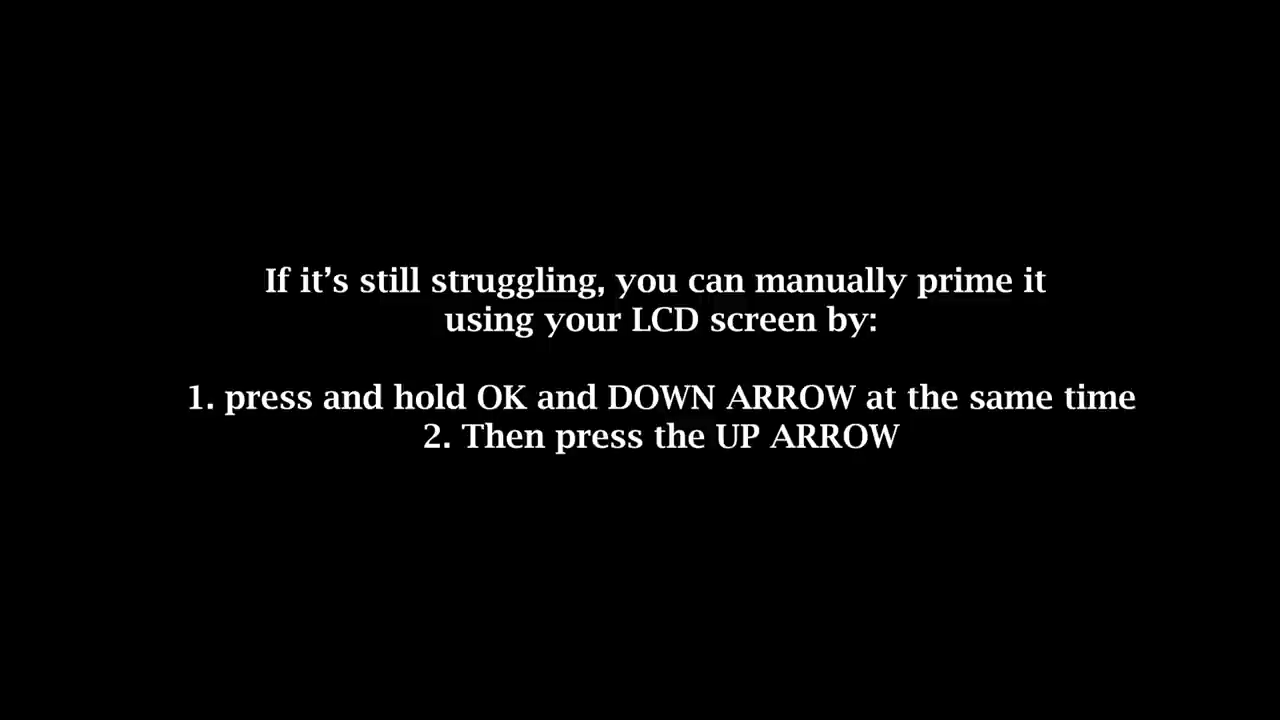 If it’s still struggling, you can manually prime it
using your LCD screen by:
1. press and hold OK and DOWN ARROW at the same time
2. Then press the UP ARROW